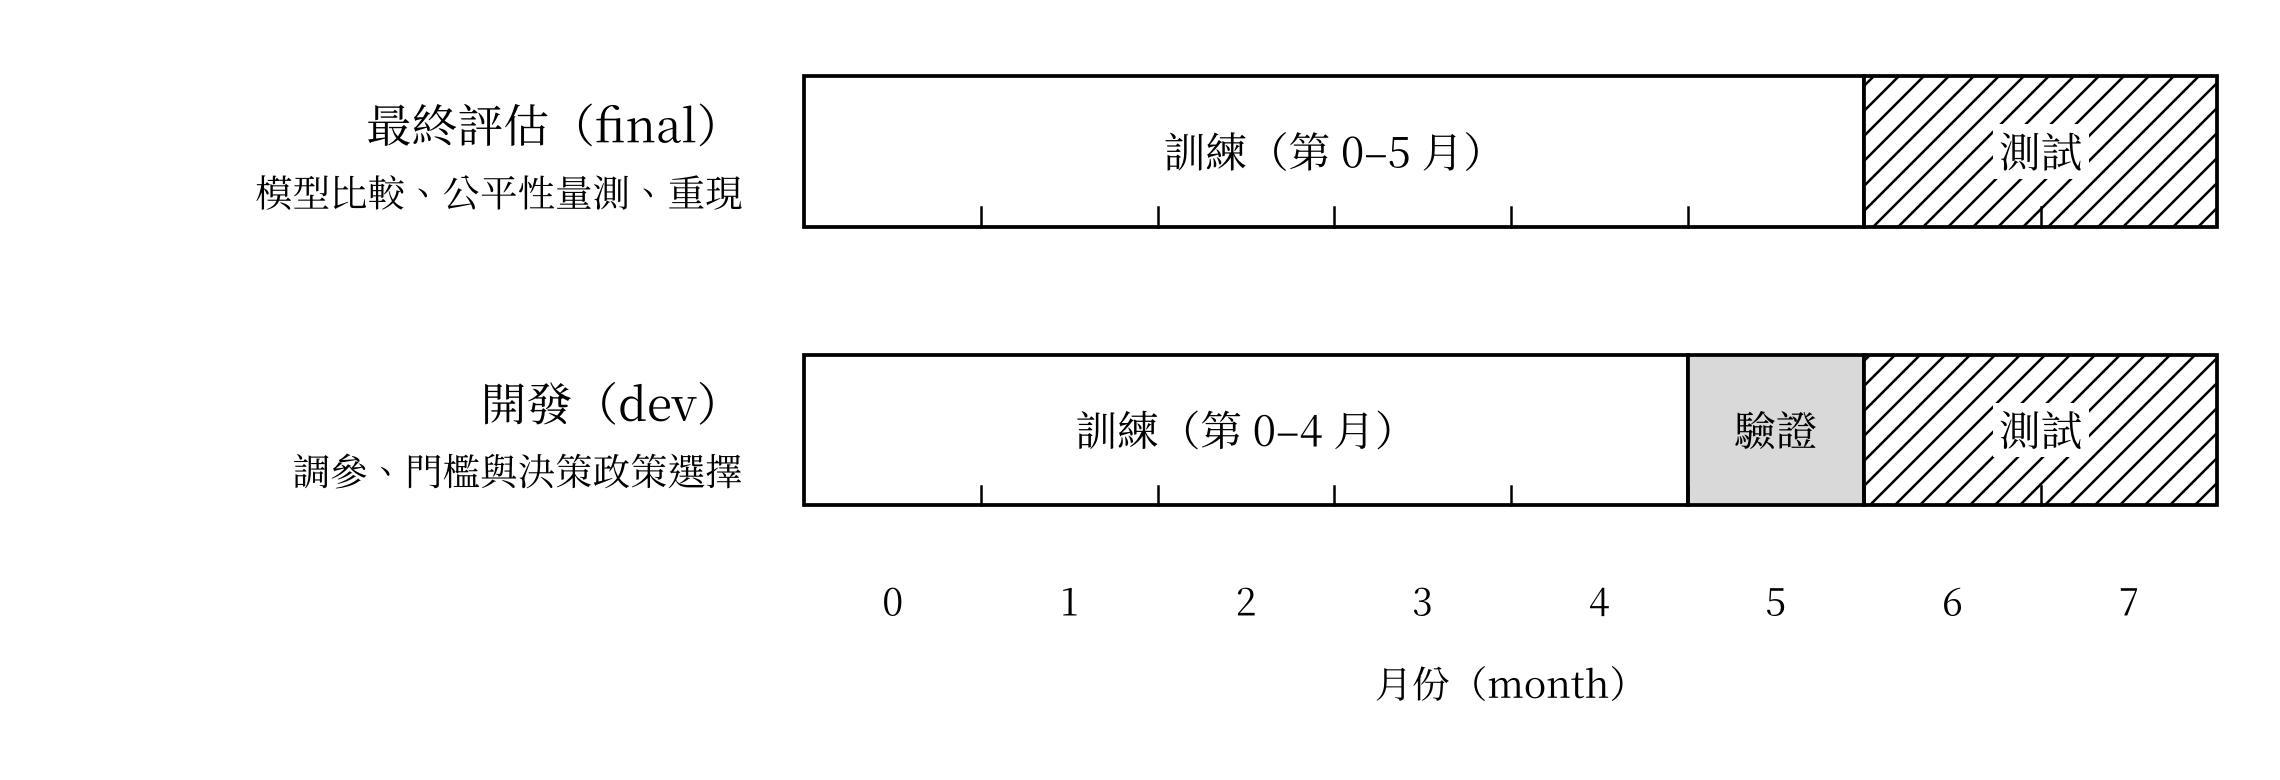 最終評估（final）
模型比較、公平性量測、重現
訓練（第 0–5 月）
測試
開發（dev）
調參、門檻與決策政策選擇
訓練（第 0–4 月）
驗證
測試
0 1 2 3 4 5 6 7
月份（month）